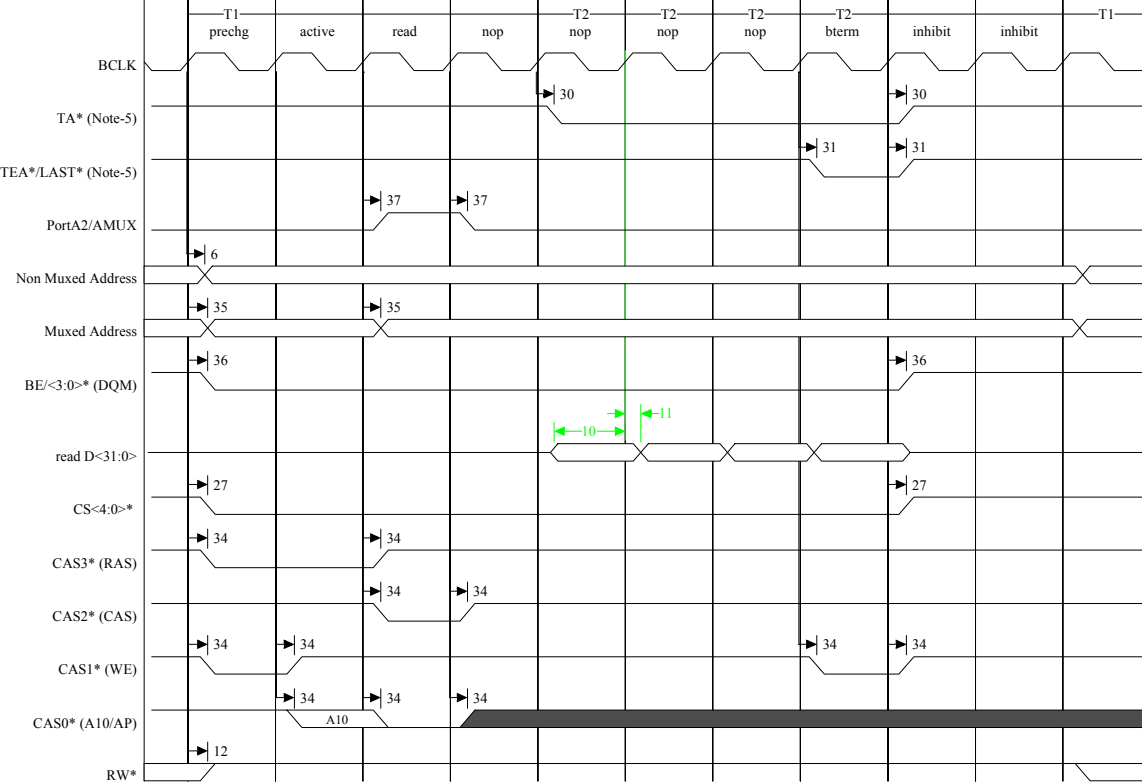 T1 T2 T2 T2 T2 T1
prechg active read nop nop nop nop bterm inhibit inhibit
BCLK
30 30
TA* (Note-5)
31 31
TEA*/LAST* (Note-5)
37 37
PortA2/AMUX
6
Non Muxed Address
35 35
Muxed Address
36 36
BE/<3:0>* (DQM)
11
10
read D<31:0>
27 27
CS<4:0>*
34 34
CAS3* (RAS)
34 34
CAS2* (CAS)
34 34 34 34
CAS1* (WE)
34 34 34
CAS0* (A10/AP) A10
12
RW*